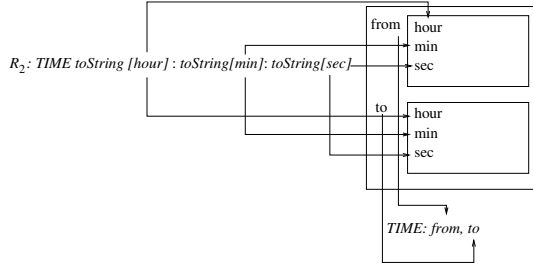 from
hour
min
R2: TIME toString [hour] : toString[min]: toString[sec]
sec
to
hour
min
sec
TIME: from, to